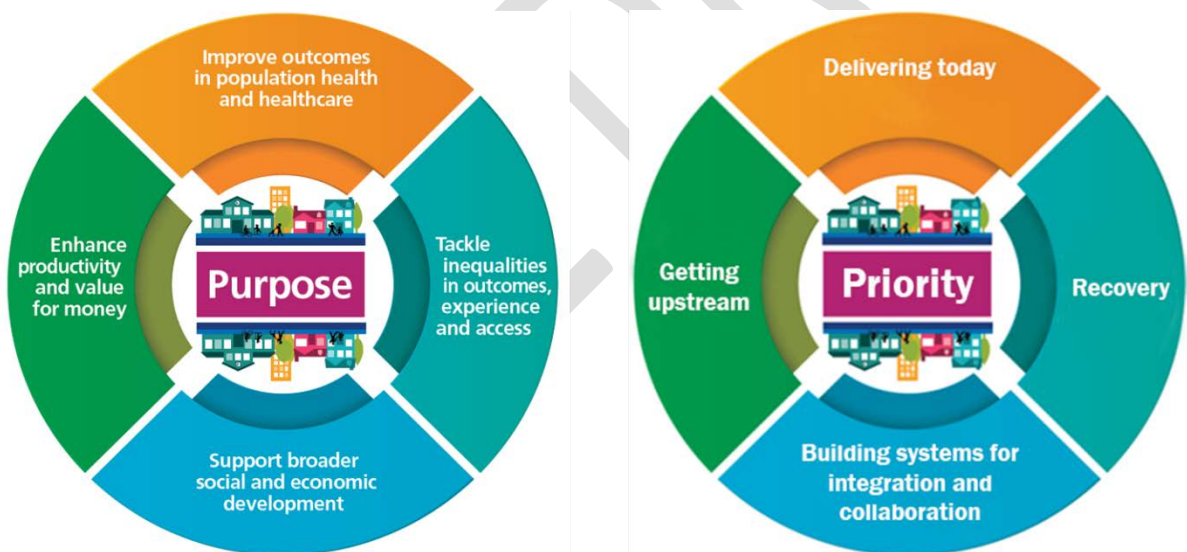 Improve outcomes
in population health
and healthcare
Enhance
productivity
and value
for money
Purpose
Tackle
inequalities
in outcomes,
experience
and access
Support broader
social and economic
development
Delivering today
Getting
upstream
Priority
Recovery
Building systems for
integration and
collaboration